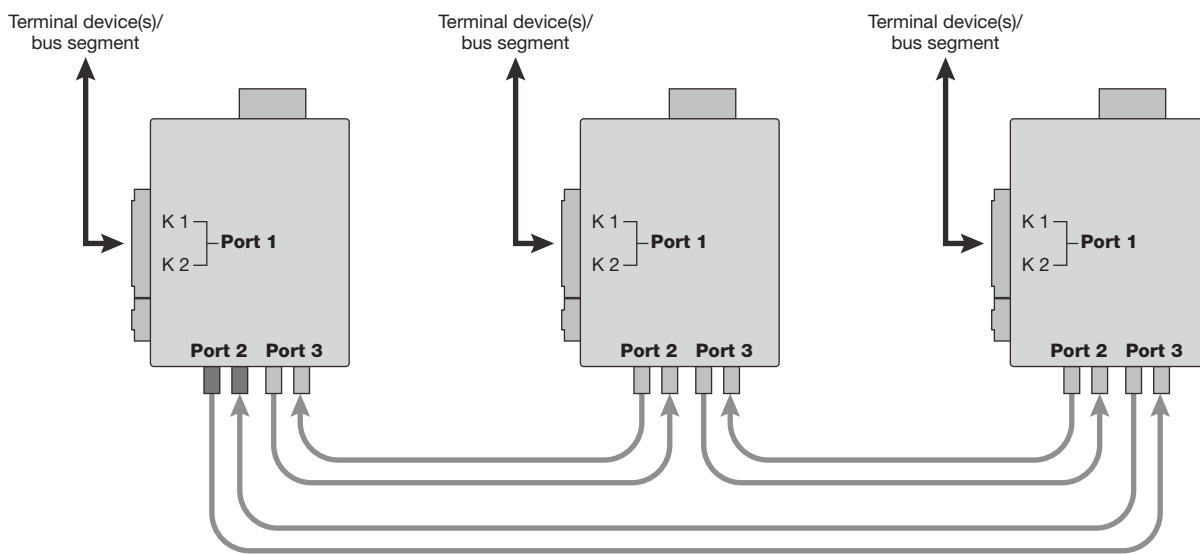 Terminal device(s)/
bus segment
Terminal device(s)/
bus segment
Terminal device(s)/
bus segment
K 1
Port 1
K 2
K 1
Port 1
K 2
K 1
Port 1
K 2
Port 2 Port 3
Port 2 Port 3
Port 2 Port 3